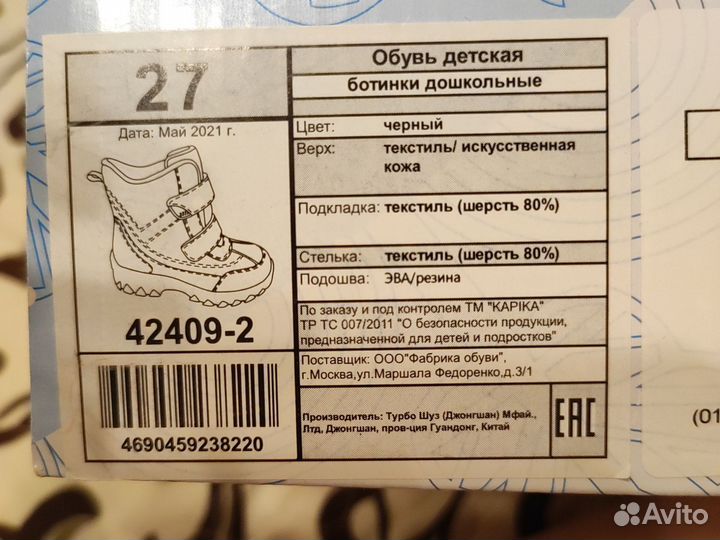 27
Дата: Май 2021 г.
42409-2
4690459238220
Обувь детская
ботинки дошкольные
Цвет: черный
Верх: текстиль/ искусственная
кожа
Подкладка: текстиль (шерсть 80%)
Стелька: текстиль (шерсть 80%)
Подошва: ЭВА/резина
По заказу и под контролем ТМ "KAPIKA"
ТР ТС 007/2011 "О безопасности продукции,
предназначенной для детей и подростков"
Поставщик: ООО"Фабрика обуви",
г.Москва,ул.Маршала Федоренко,д.3/1
Производитель: Турбо Шуз (Джонгшан) Мфай.,
Лтд, Джонгшан, пров-ция Гуандонг, Китай
EAC
(01
Avito